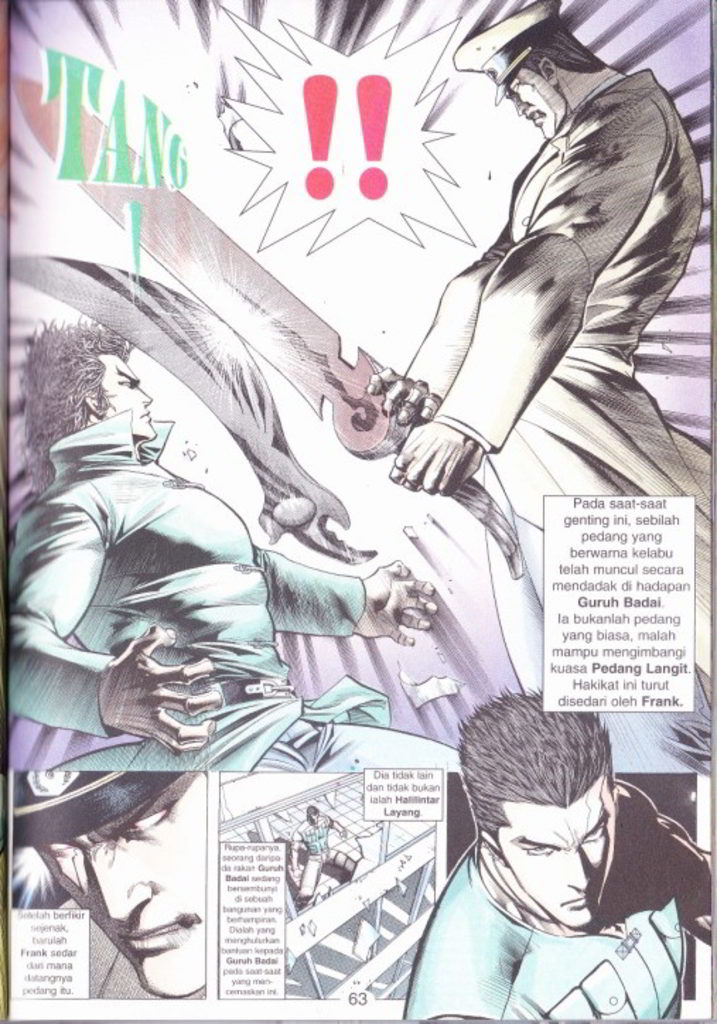 TANG
!
!!
Pada saat-saat
genting ini, sebilah
pedang yang
berwarna kelabu
telah muncul secara
mendadak di hadapan
Guruh Badai.
Ia bukanlah pedang
yang biasa, malah
mampu mengimbangi
kuasa Pedang Langit.
Hakikat ini turut
disedari oleh Frank.
Setelah berfikir
sejenak,
barulah
Frank sedar
dari mana
datangnya
pedang itu.
Rupa-rupanya,
seorang daripa-
da rakan Guruh
Badai sedang
bersembunyi
di sebuah
bangunan yang
berhampiran.
Dialah yang
menghulurkan
bantuan kepada
Guruh Badai
pada saat-saat
yang men-
cemaskan ini.
Dia tidak lain
dan tidak bukan
ialah Halilintar
Layang.
63